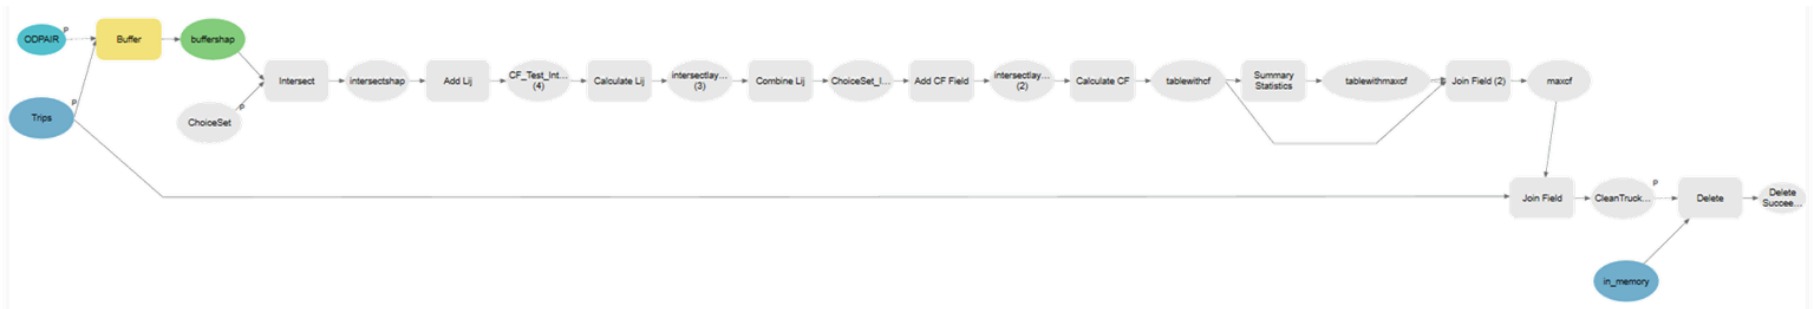 ODPAIR
P
Buffer
buffershap
Trips
P
ChoiceSet
P
Intersect
intersectshap
Add Lij
CF_Test_Int...
(4)
Calculate Lij
intersectlay...
(3)
Combine Lij
ChoiceSet_I...
Add CF Field
intersectlay...
(2)
Calculate CF
tablewithcf
Summary
Statistics
tablewithmaxcf
Join Field (2)
maxcf
Join Field
CleanTruck...
P
Delete
Delete
Succee...
in_memory